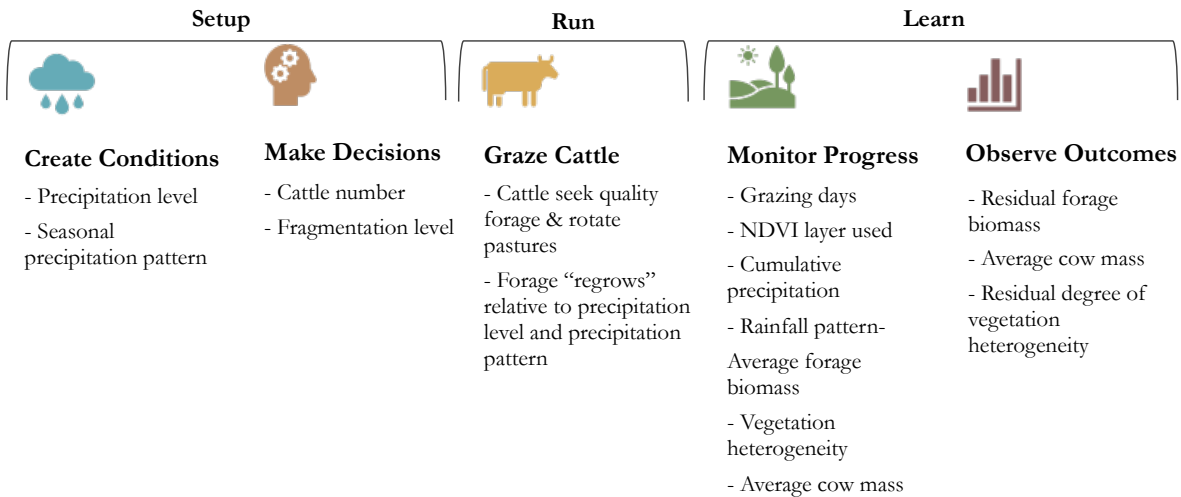 Setup
Run
Learn
Create Conditions
- Precipitation level
- Seasonal
precipitation pattern
Make Decisions
- Cattle number
- Fragmentation level
Graze Cattle
- Cattle seek quality
forage & rotate
pastures
- Forage “regrows”
relative to precipitation
level and precipitation
pattern
Monitor Progress
- Grazing days
- NDVI layer used
- Cumulative
precipitation
- Rainfall pattern-
Average forage
biomass
- Vegetation
heterogeneity
- Average cow mass
Observe Outcomes
- Residual forage
biomass
- Average cow mass
- Residual degree of
vegetation
heterogeneity